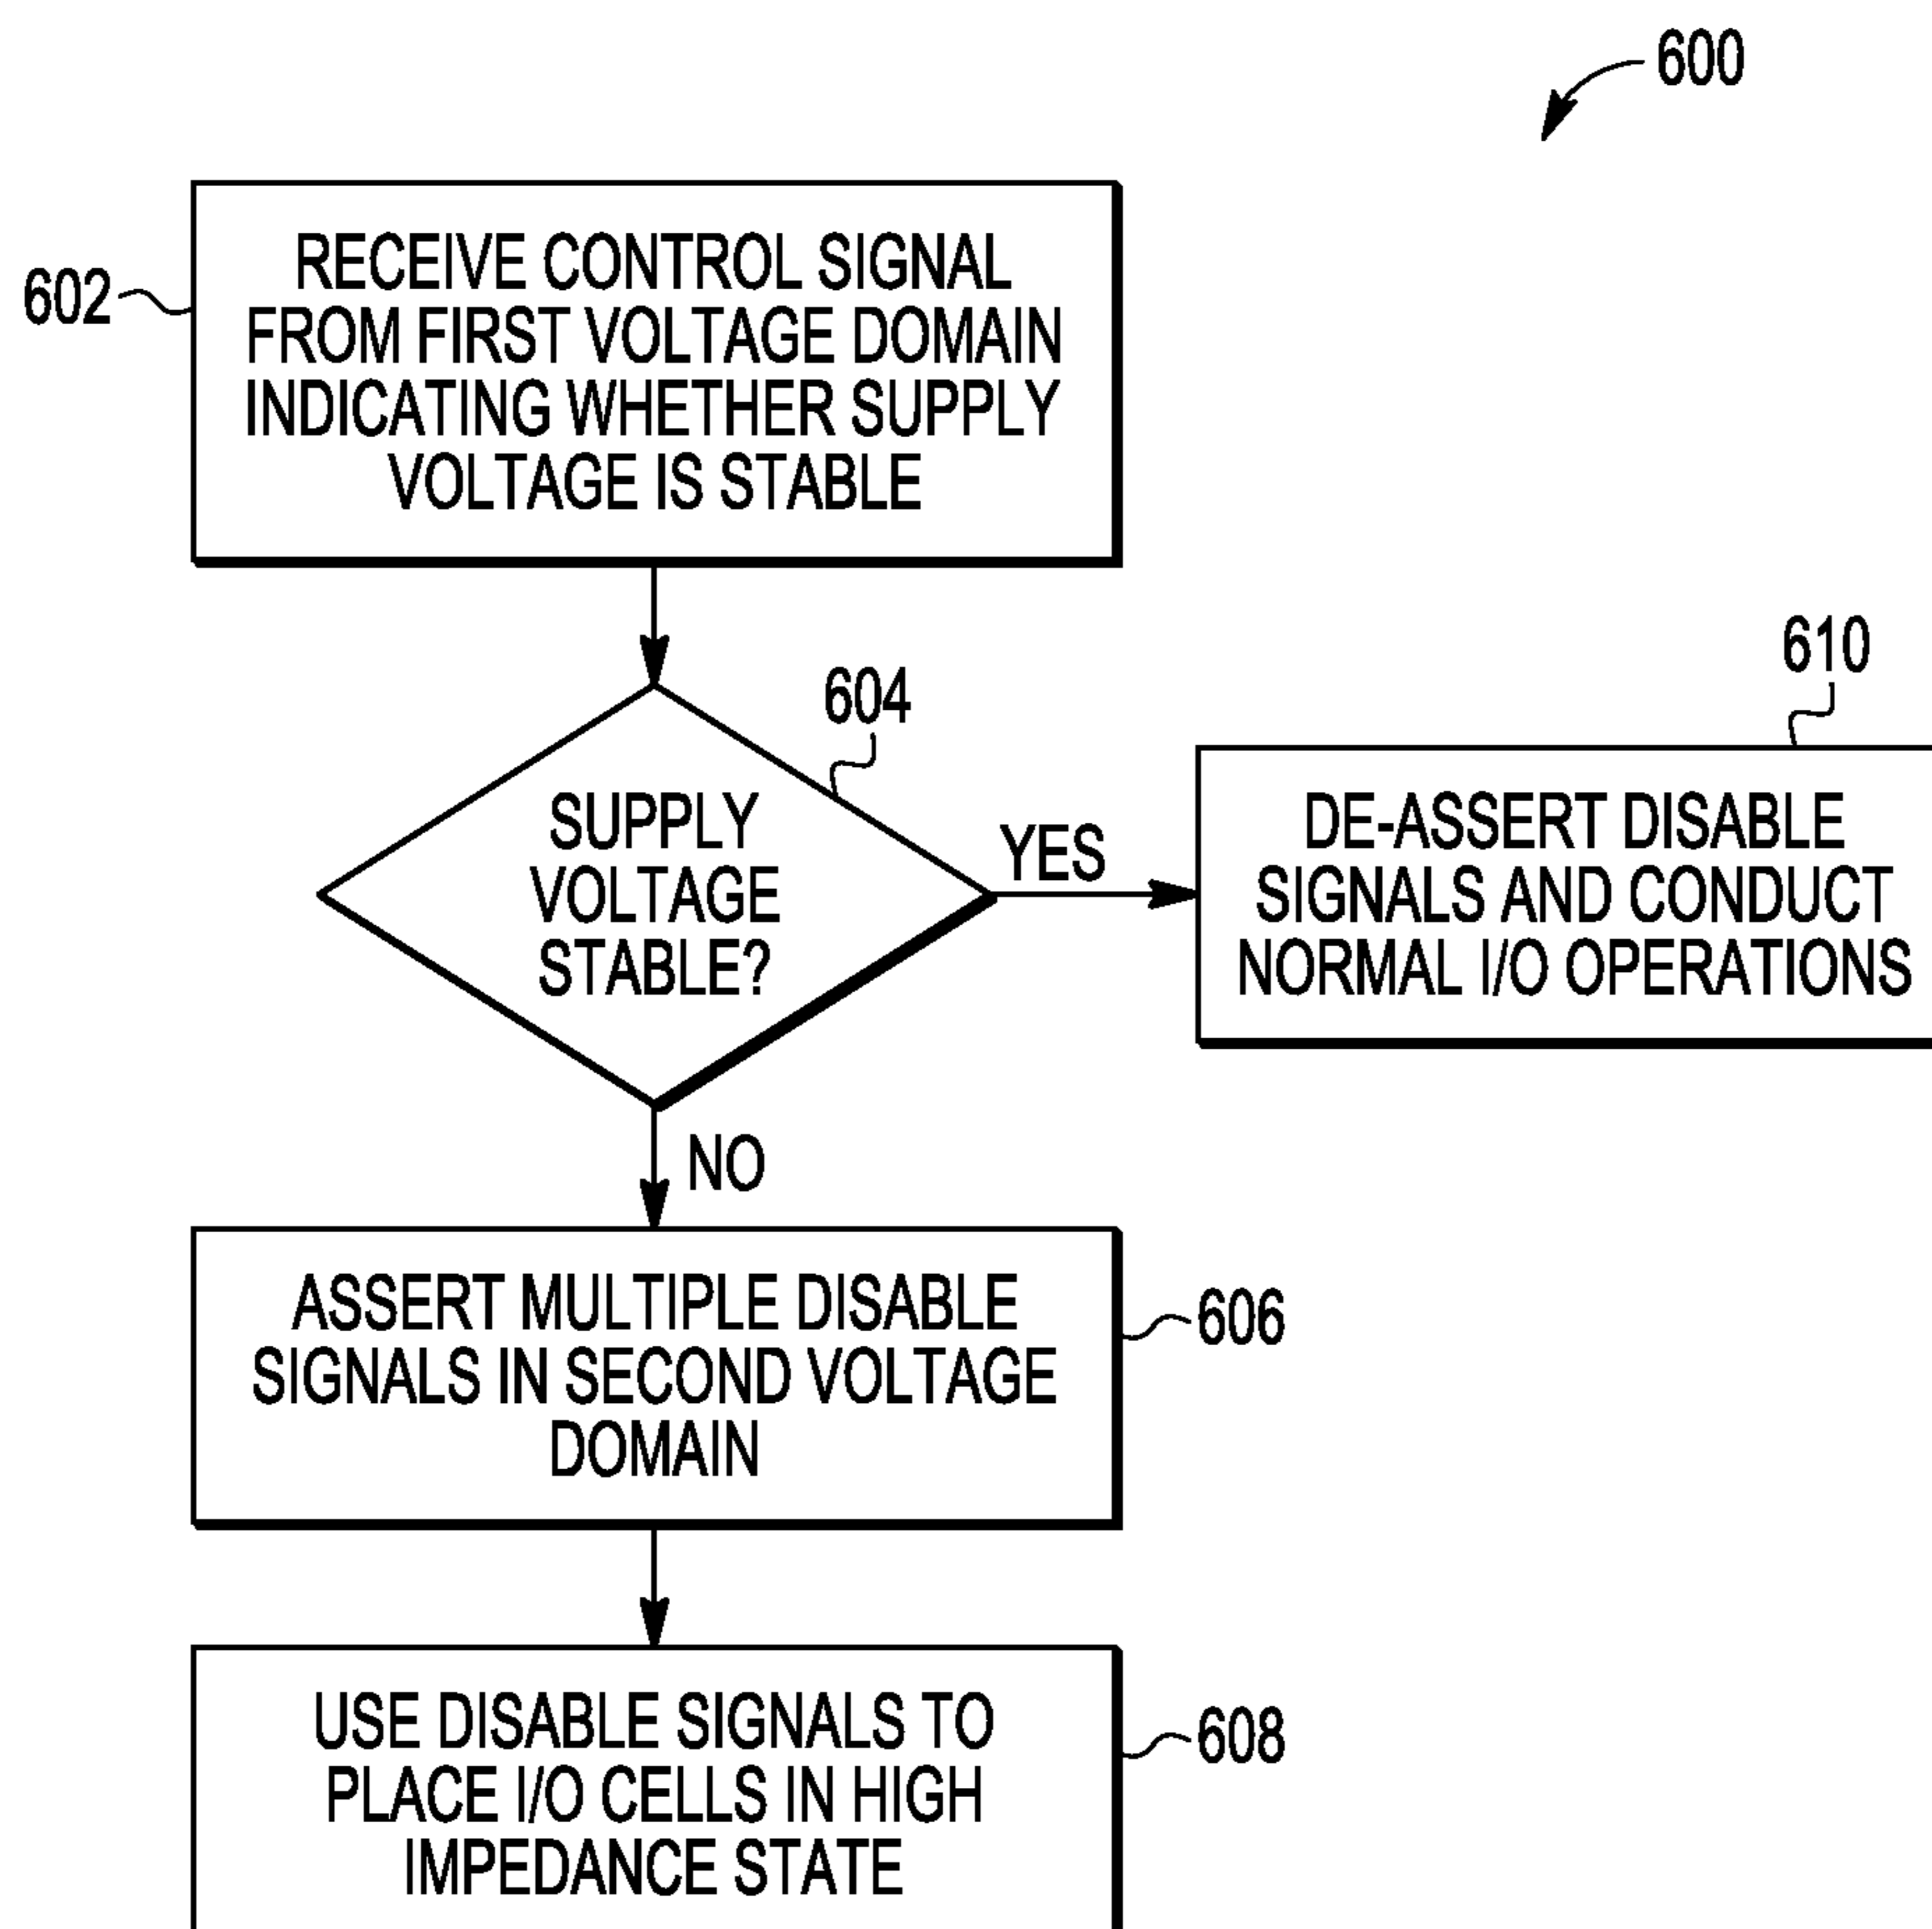 600
602
RECEIVE CONTROL SIGNAL
FROM FIRST VOLTAGE DOMAIN
INDICATING WHETHER SUPPLY
VOLTAGE IS STABLE
604
SUPPLY
VOLTAGE
STABLE?
YES
610
DE-ASSERT DISABLE
SIGNALS AND CONDUCT
NORMAL I/O OPERATIONS
NO
ASSERT MULTIPLE DISABLE
SIGNALS IN SECOND VOLTAGE
DOMAIN
606
USE DISABLE SIGNALS TO
PLACE I/O CELLS IN HIGH
IMPEDANCE STATE
608